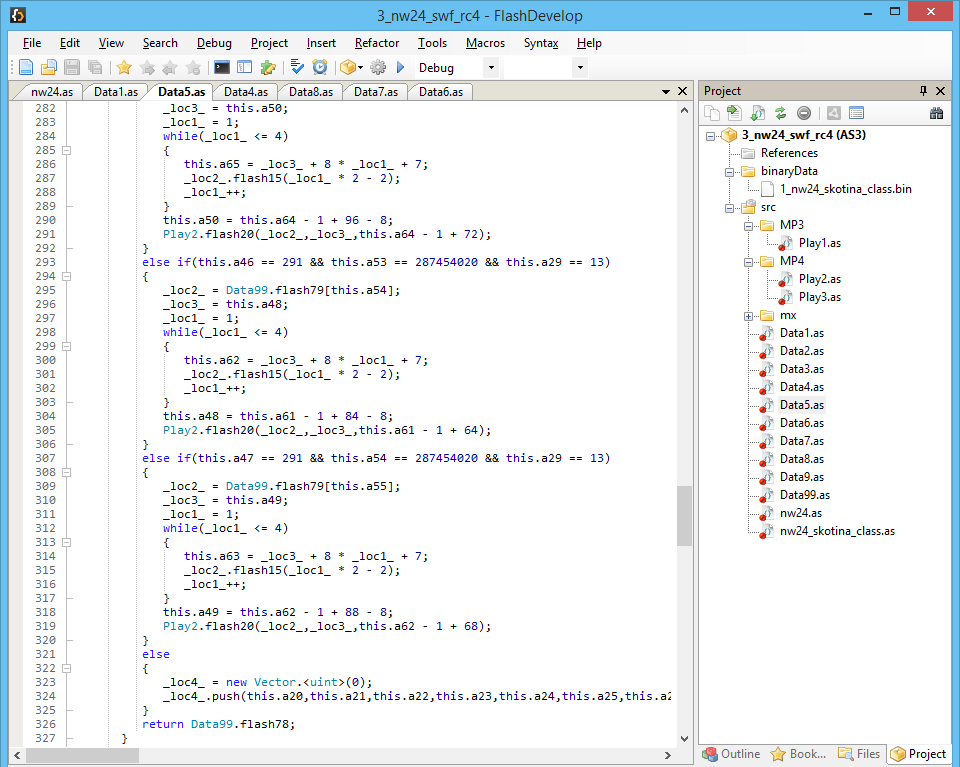 3_nw24_swf_rc4 - FlashDevelop
File Edit View Search Debug Project Insert Refactor Tools Macros Syntax Help
Debug
nw24.as Data1.as Data5.as Data4.as Data8.as Data7.as Data6.as
282 _loc3_ = this.a50;
283 _loc1_ = 1;
284 while(_loc1_ <= 4)
285 {
286 this.a65 = _loc3_ + 8 * _loc1_ + 7;
287 _loc2_.flash15(_loc1_ * 2 - 2);
288 _loc1_++;
289 }
290 this.a50 = this.a64 - 1 + 96 - 8;
291 Play2.flash20(_loc2_,_loc3_,this.a64 - 1 + 72);
292 }
293 else if(this.a46 == 291 && this.a53 == 287454020 && this.a29 == 13)
294 {
295 _loc2_ = Data99.flash79[this.a54];
296 _loc3_ = this.a48;
297 _loc1_ = 1;
298 while(_loc1_ <= 4)
299 {
300 this.a62 = _loc3_ + 8 * _loc1_ + 7;
301 _loc2_.flash15(_loc1_ * 2 - 2);
302 _loc1_++;
303 }
304 this.a48 = this.a61 - 1 + 84 - 8;
305 Play2.flash20(_loc2_,_loc3_,this.a61 - 1 + 64);
306 }
307 else if(this.a47 == 291 && this.a54 == 287454020 && this.a29 == 13)
308 {
309 _loc2_ = Data99.flash79[this.a55];
310 _loc3_ = this.a49;
311 _loc1_ = 1;
312 while(_loc1_ <= 4)
313 {
314 this.a63 = _loc3_ + 8 * _loc1_ + 7;
315 _loc2_.flash15(_loc1_ * 2 - 2);
316 _loc1_++;
317 }
318 this.a49 = this.a62 - 1 + 88 - 8;
319 Play2.flash20(_loc2_,_loc3_,this.a62 - 1 + 68);
320 }
321 else
322 {
323 _loc4_ = new Vector.<uint>(0);
324 _loc4_.push(this.a20,this.a21,this.a22,this.a23,this.a24,this.a25,this.a2
325 }
326 return Data99.flash78;
327 }
Project
3_nw24_swf_rc4 (AS3)
References
binaryData
1_nw24_skotina_class.bin
src
MP3
Play1.as
MP4
Play2.as
Play3.as
mx
Data1.as
Data2.as
Data3.as
Data4.as
Data5.as
Data6.as
Data7.as
Data8.as
Data9.as
Data99.as
nw24.as
nw24_skotina_class.as
Outline Book... Files Project